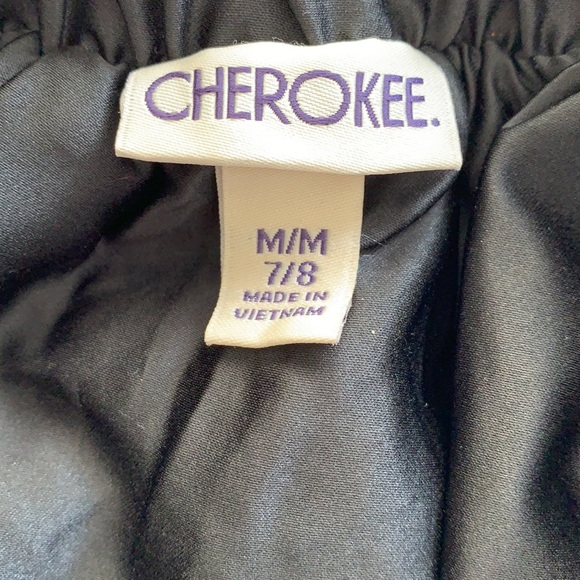 CHEROKEE.
M/M
7/8
MADE IN
VIETNAM